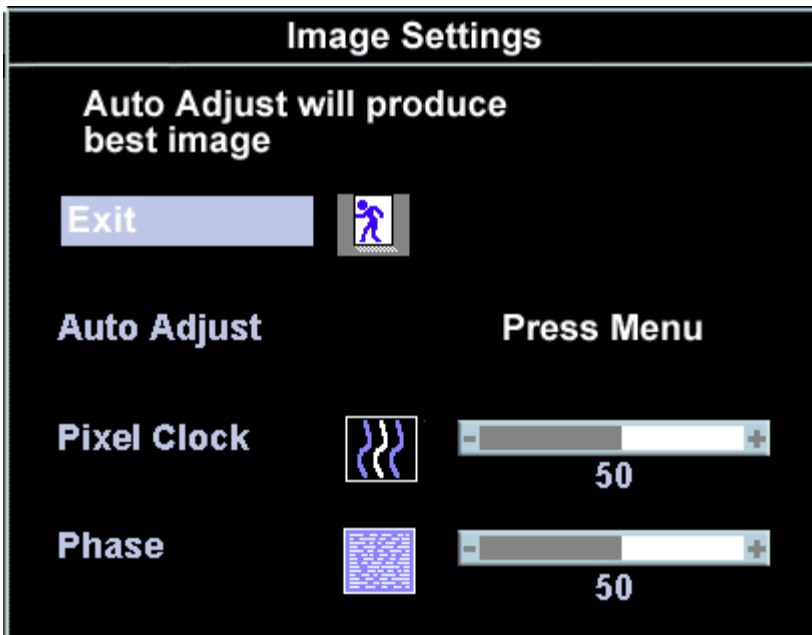 Image Settings
Auto Adjust will produce
best image
Exit
Auto Adjust Press Menu
Pixel Clock - +
50
Phase - +
50